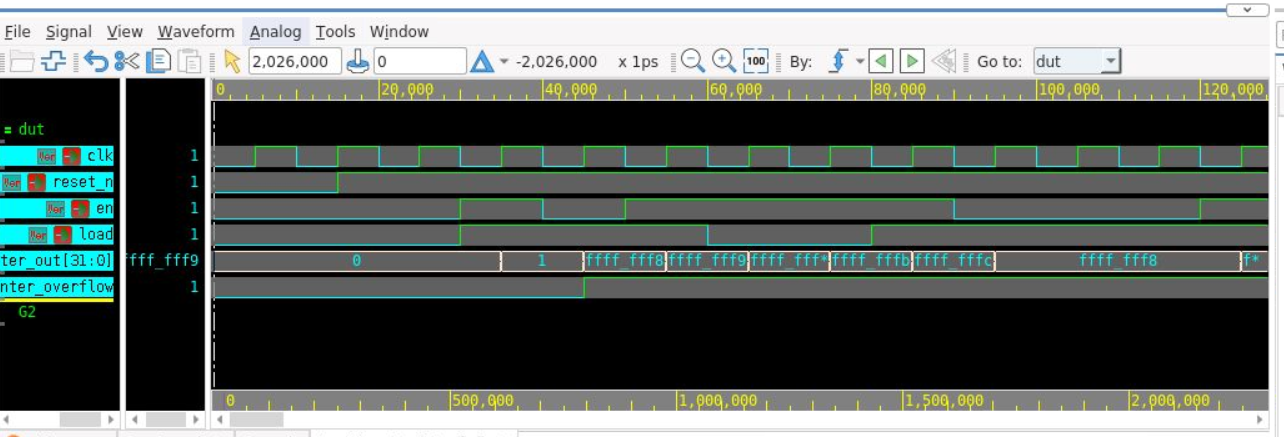 File Signal View Waveform Analog Tools Window
2,026,000 0 -2,026,000 x 1ps 100 By: Go to: dut
0 20,000 40,000 60,000 80,000 100,000 120,000
= dut
clk 1
reset_n 1
en 1
load 1
ter_out[31:0] fff_fff9 0 1 ffff_fff8 ffff_fff9 ffff_fff* ffff_fffb ffff_fffc ffff_fff8 f*
nter_overflow 1
G2
0 500,000 1,000,000 1,500,000 2,000,000